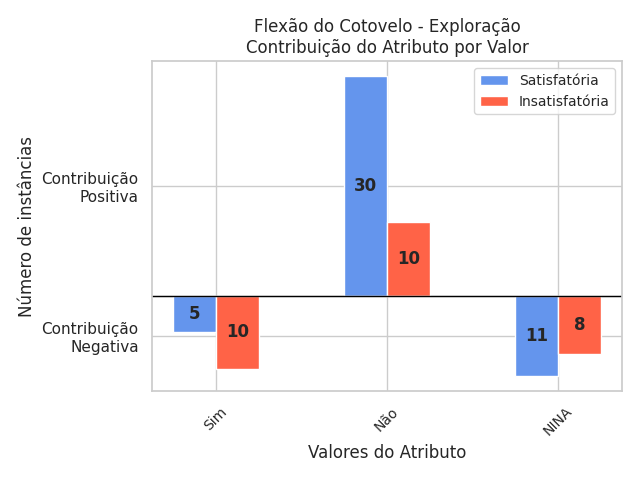 Flexão do Cotovelo - Exploração
Contribuição do Atributo por Valor
Satisfatória
Insatisfatória
Número de instâncias
Contribuição
Positiva
Contribuição
Negativa
30
10
5
10
11
8
Sim
Não
NINA
Valores do Atributo